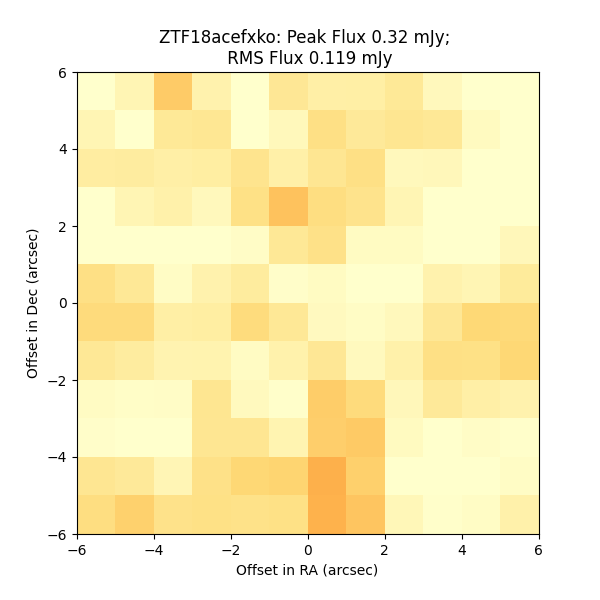 ZTF18acefxko: Peak Flux 0.32 mJy;
RMS Flux 0.119 mJy
6
4
2
0
−2
−4
−6
Offset in Dec (arcsec)
−6 −4 −2 0 2 4 6
Offset in RA (arcsec)